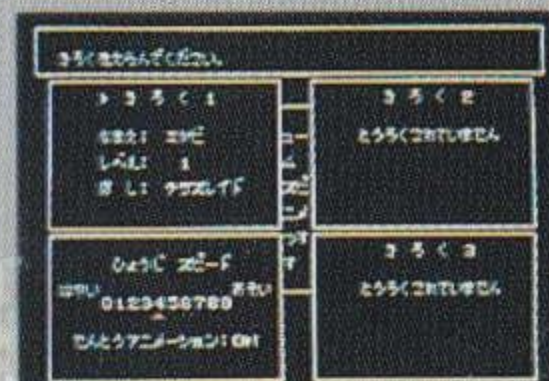 きろくをえらんでください。
きろく1
なまえ:
レベル: 1
きろく2
とうろくされていません
ひょうじ スピード
はやい おそい
0123456789
せんとうアニメーション:On
きろく3
とうろくされていません